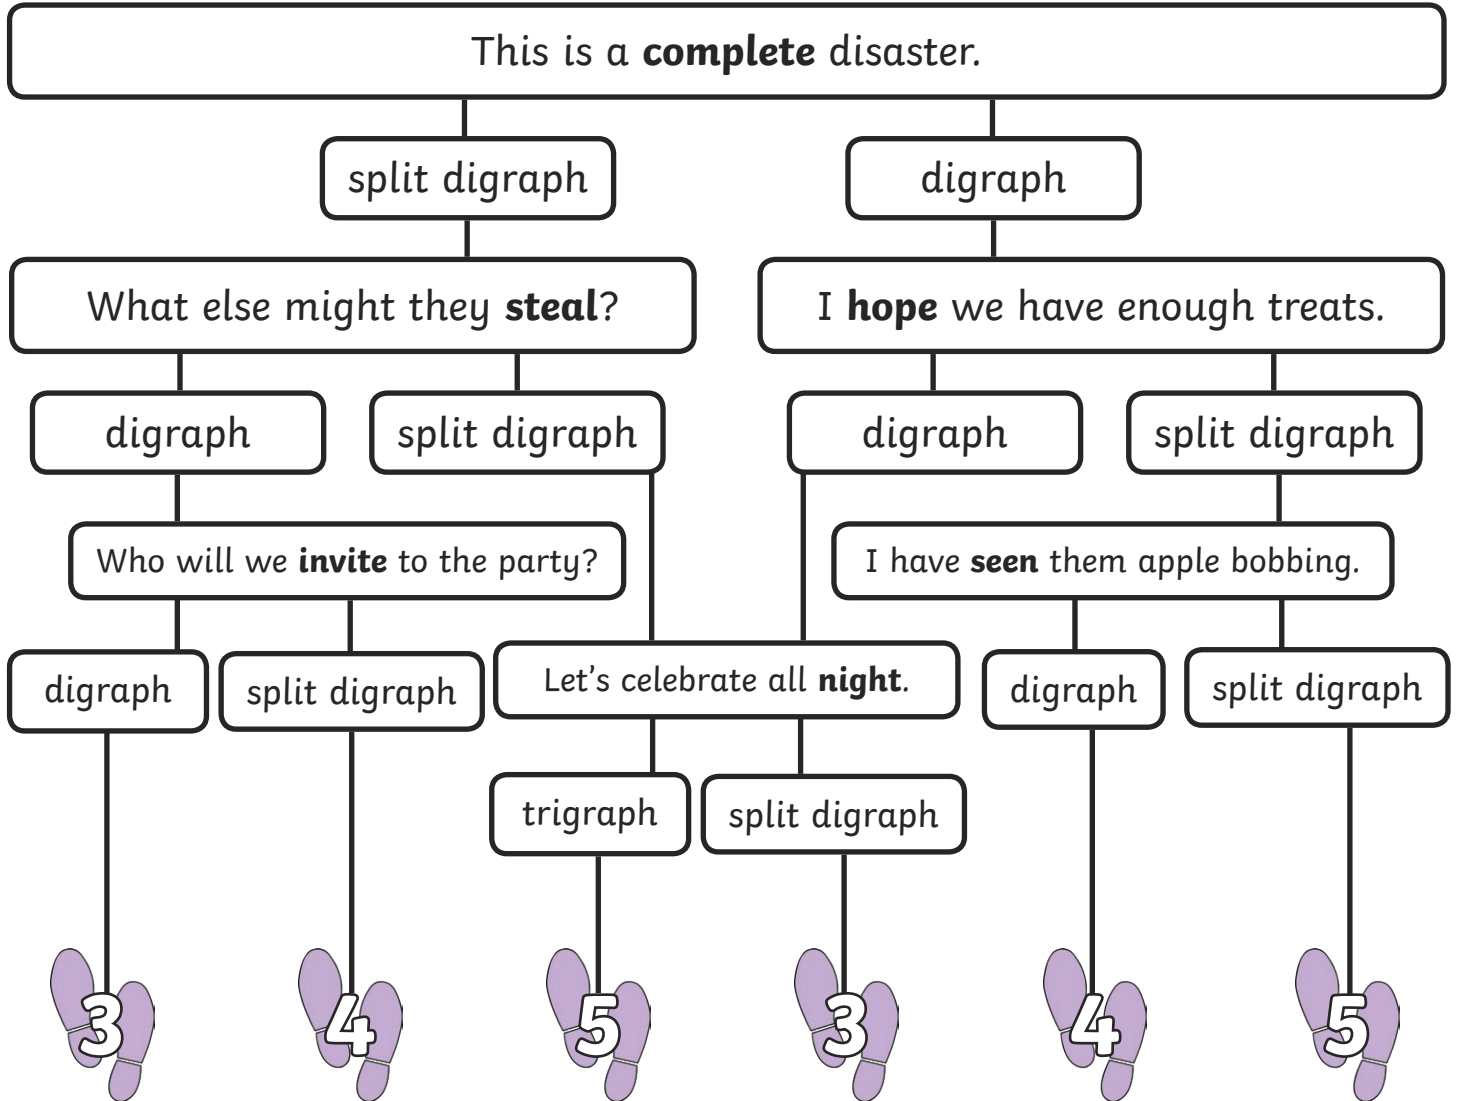 This is a complete disaster.
split digraph
digraph
What else might they steal?
I hope we have enough treats.
digraph
split digraph
digraph
split digraph
Who will we invite to the party?
I have seen them apple bobbing.
digraph
split digraph
Let's celebrate all night.
digraph
split digraph
trigraph
split digraph
3
4
5
3
4
5